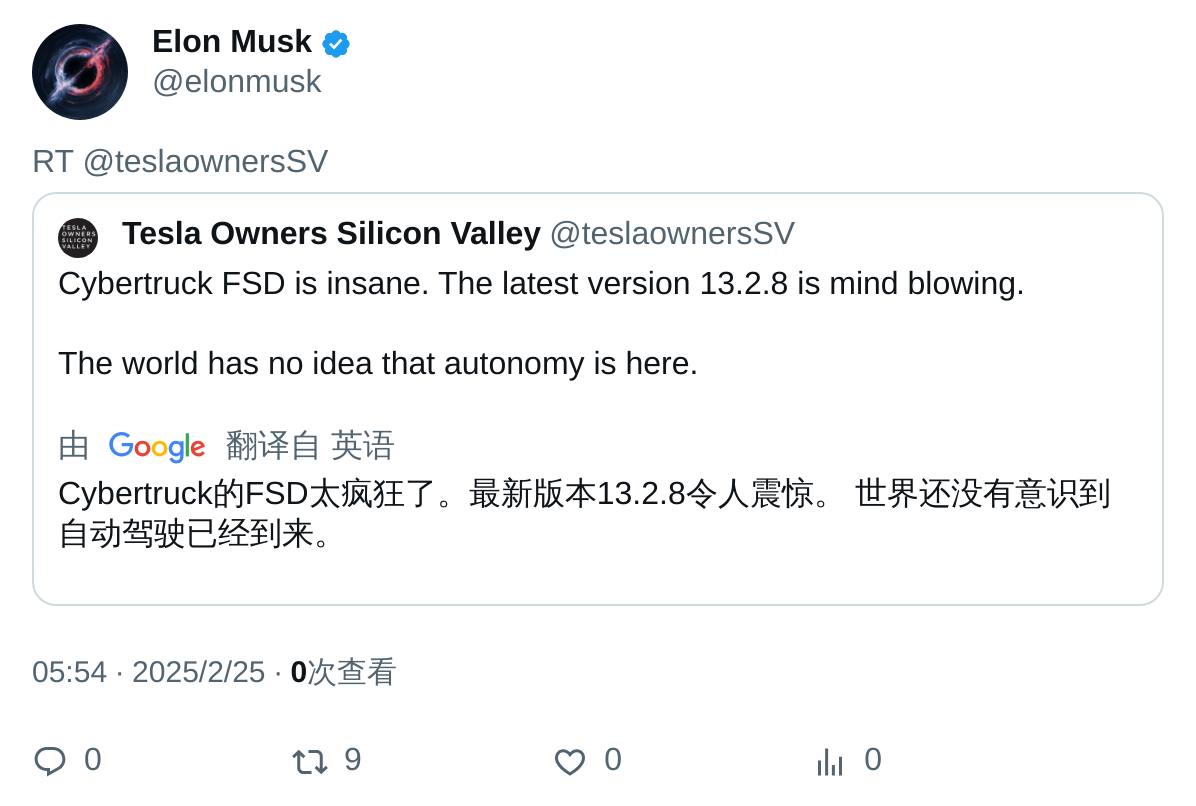 Elon Musk
@elonmusk
RT @teslaownersSV
TESLA
OWNERS
SILICON
VALLEY
Tesla Owners Silicon Valley @teslaownersSV
Cybertruck FSD is insane. The latest version 13.2.8 is mind blowing.
The world has no idea that autonomy is here.
由 Google 翻译自 英语
Cybertruck的FSD太疯狂了。最新版本13.2.8令人震惊。 世界还没有意识到
自动驾驶已经到来。
05:54 · 2025/2/25 · 0次查看
0 9 0 0